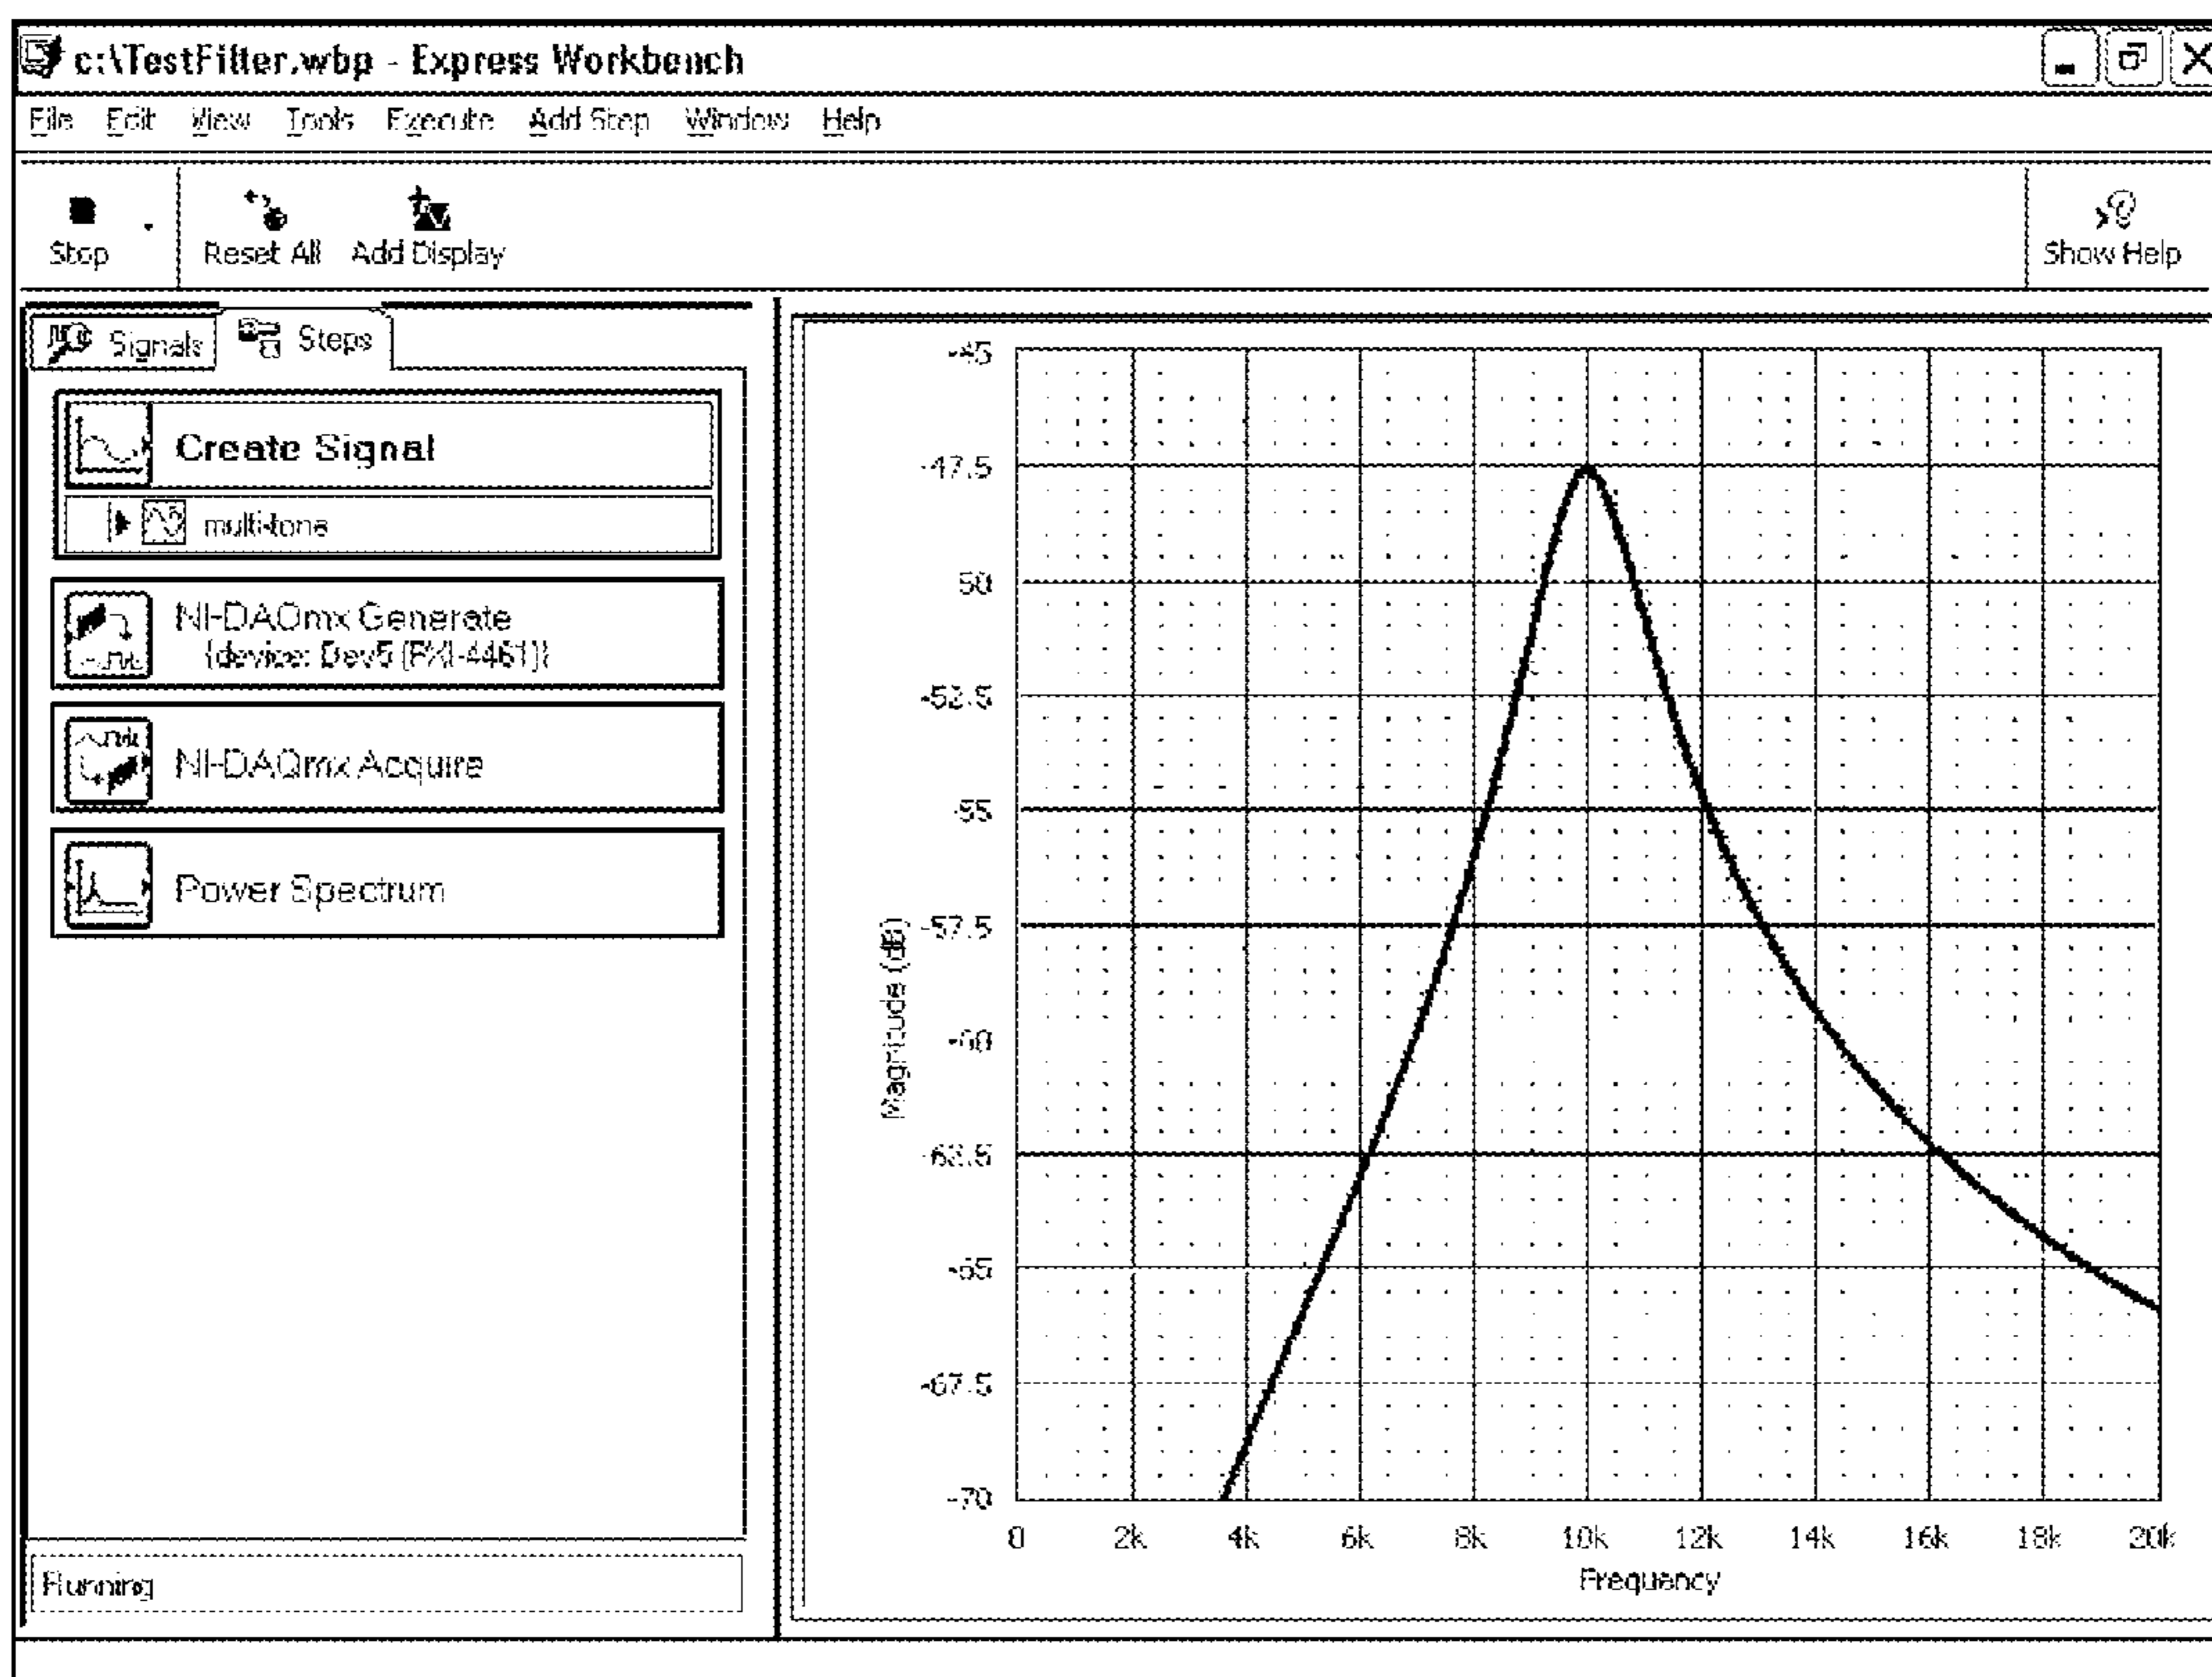 c:\TestFilter.wbp - Express Workbench
File Edit View Tools Execute Add Step Window Help
Stop Reset All Add Display Show Help
Signals Steps
Create Signal
multi-tone
NI-DAQmx Generate
(device: Dev5 (PXI-4461))
NI-DAQmx Acquire
Power Spectrum
Running
-45
-47.5
-50
-52.5
-55
-57.5
-60
-62.5
-65
-67.5
-70
Magnitude (dB)
0 2k 4k 6k 8k 10k 12k 14k 16k 18k 20k
Frequency